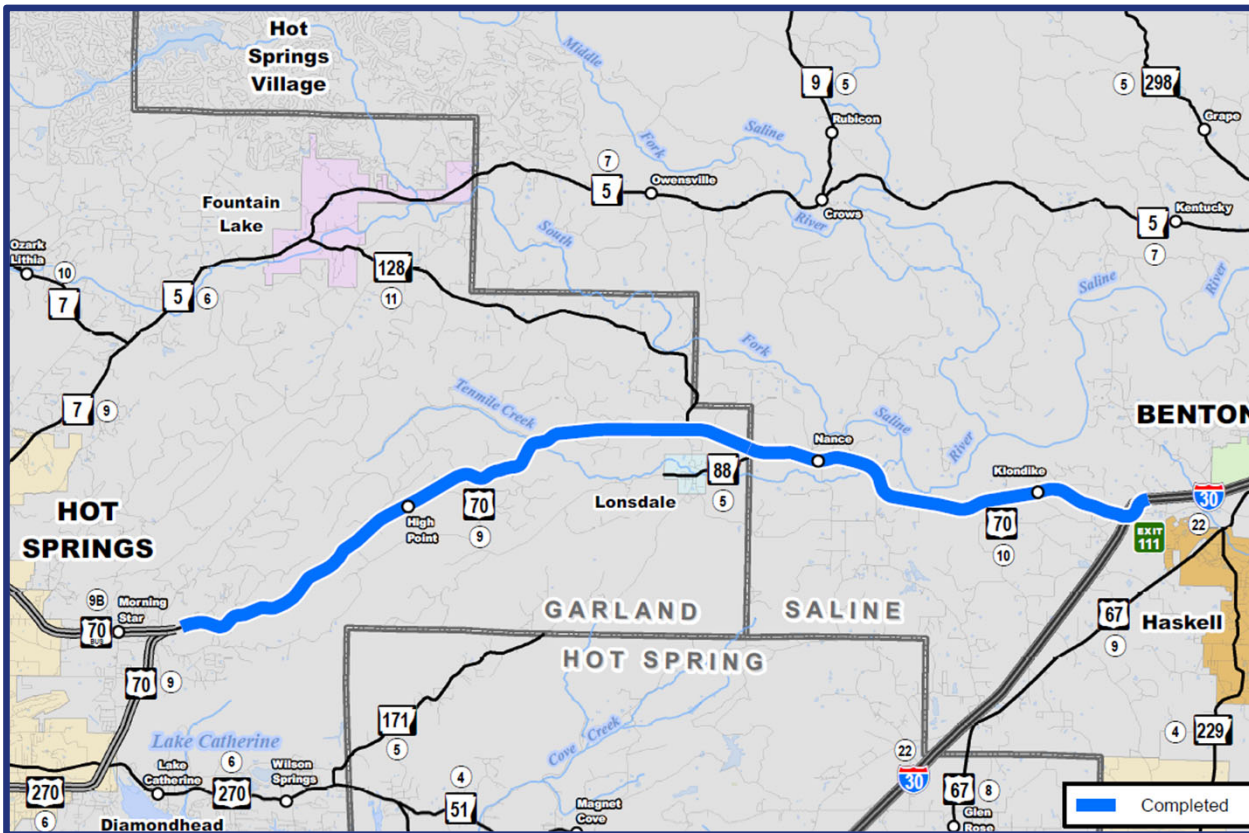 Hot
Springs
Village
Middle
Fork
Saline
River
9
5
Rubicon
5
298
Grape
7
5
Owensville
Crows
Kentucky
5
7
Fountain
Lake
Ozark
Lithia
10
7
5
6
128
11
South
Fork
Saline
River
Saline
River
7
9
Tenmile Creek
BENTON
Nance
Klondike
88
5
Lonsdale
High
Point
70
9
70
10
30
22
EXIT
111
HOT
SPRINGS
9B
Morning
Star
70
BUS
GARLAND
SALINE
67
9
Haskell
HOT SPRING
70
9
171
5
Cove Creek
4
229
Lake Catherine
Lake
Catherine
6
270
Wilson
Springs
4
51
Magnet
Cove
22
30
67
8
Glen
Rose
270
6
Diamondhead
Completed